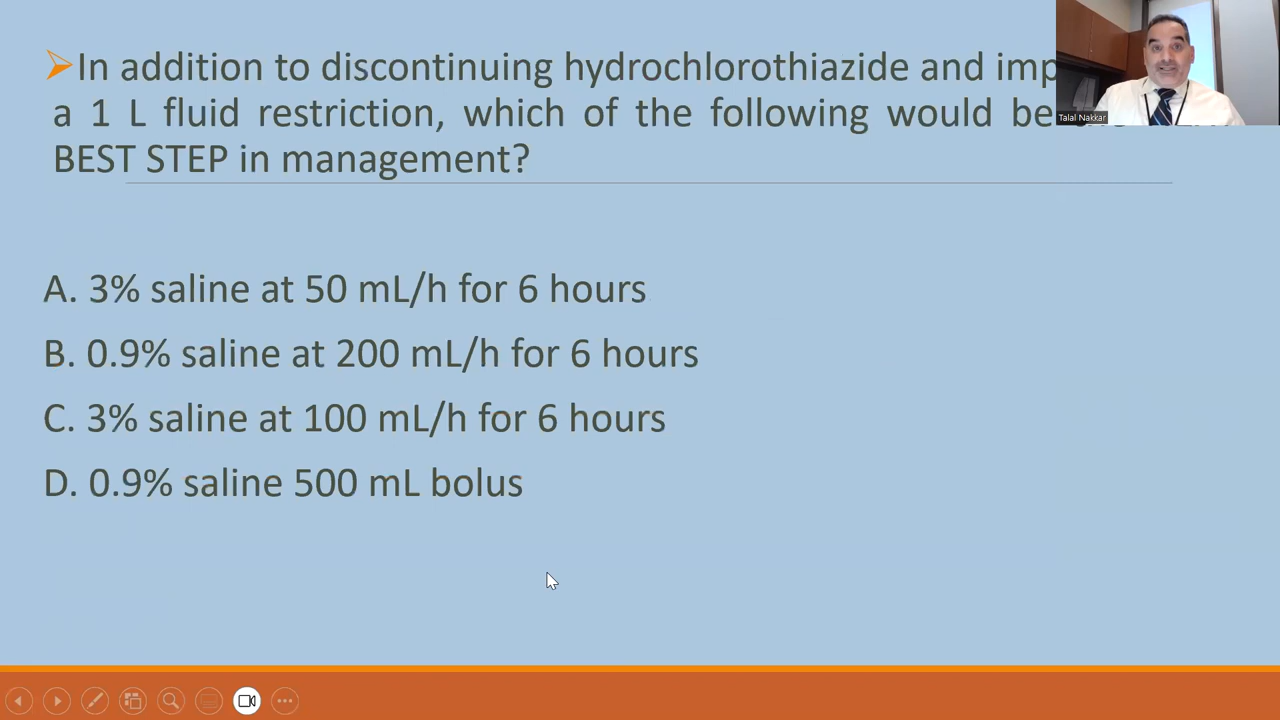 ➢In addition to discontinuing hydrochlorothiazide and
a 1 L fluid restriction, which of the following would be
BEST STEP in management?
A. 3% saline at 50 mL/h for 6 hours
B. 0.9% saline at 200 mL/h for 6 hours
C. 3% saline at 100 mL/h for 6 hours
D. 0.9% saline 500 mL bolus
Talal Nakkar